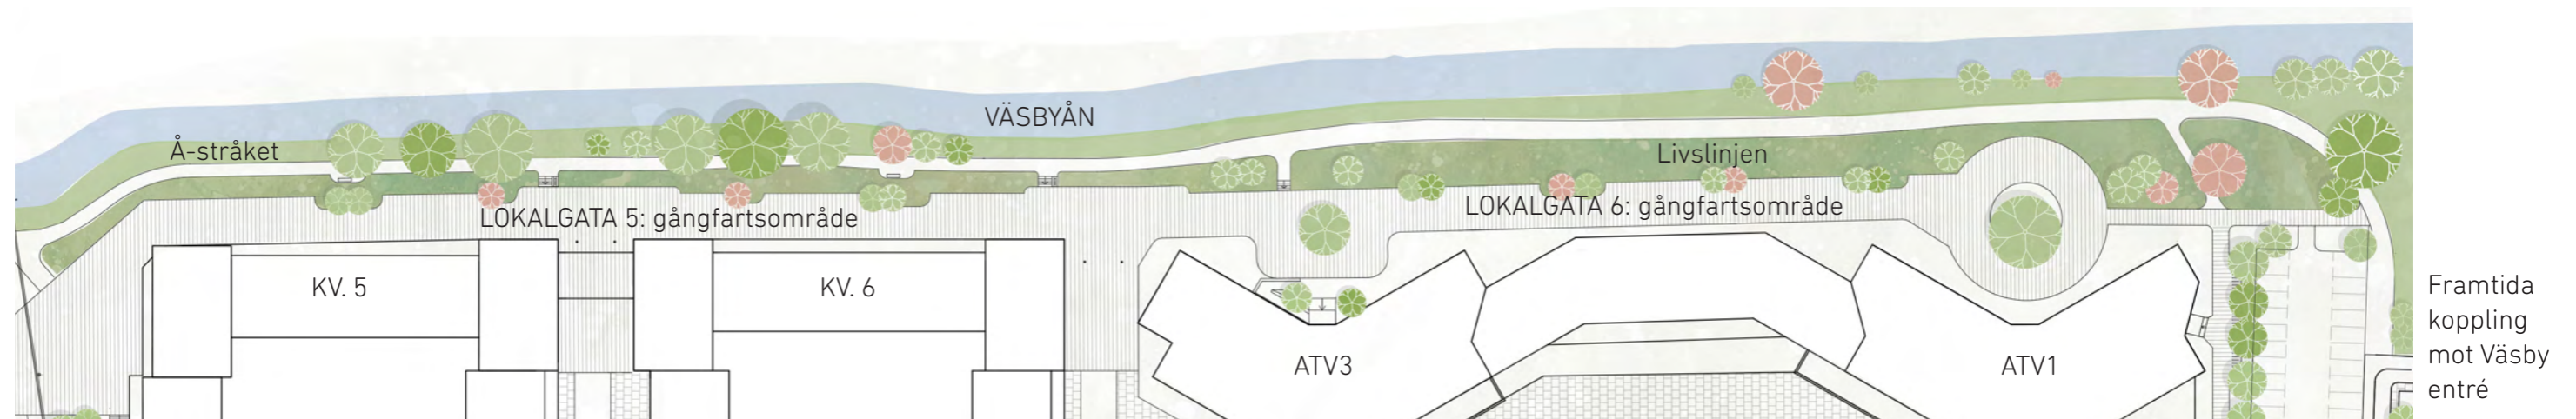 VÄSBYÅN
Å-stråket
Livslinjen
LOKALGATA 5: gångfartsområde
LOKALGATA 6: gångfartsområde
KV. 5
KV. 6
ATV3
ATV1
Framtida
koppling
mot Väsby
entré